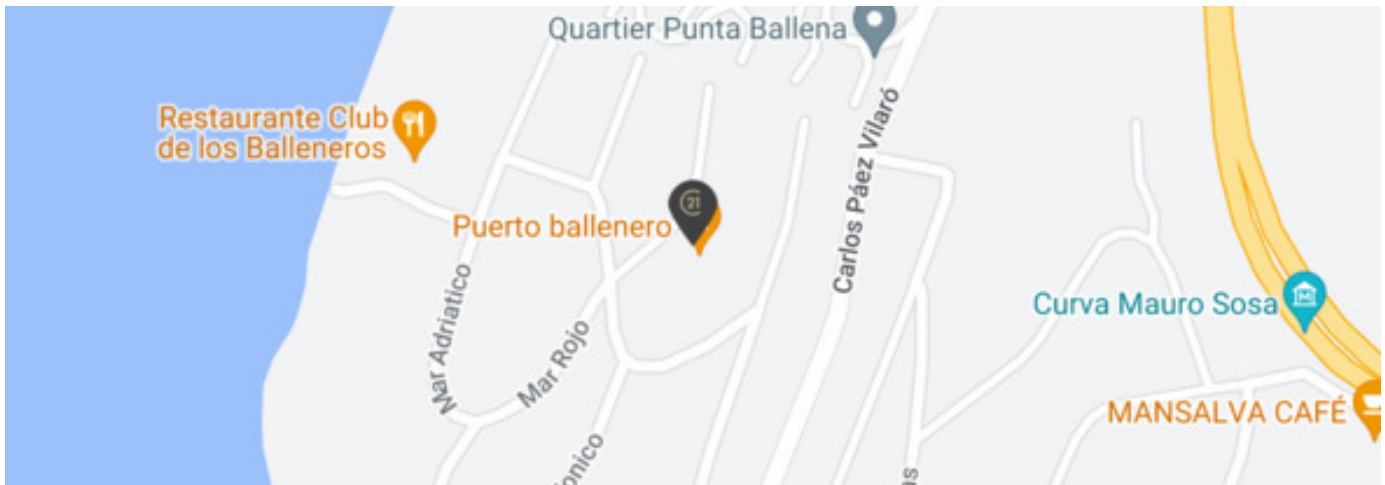 Quartier Punta Ballena
Restaurante Club
de los Balleneros
Carlos Páez Vilaró
21
Puerto ballenero
Mar Adriatico
Mar Rojo
Curva Mauro Sosa
M
MANSALVA CAFÉ